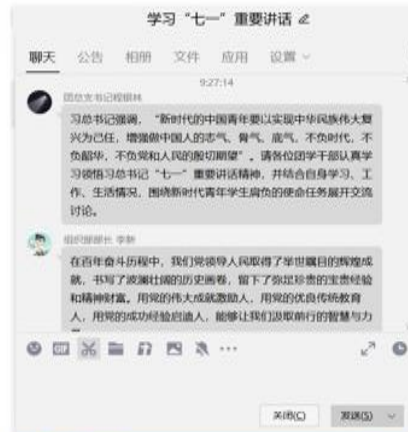 学习“七一”重要讲话
聊天 公告 相册 文件 应用 设置
9:27:14
团总支书记程银林
习总书记强调，“新时代的中国青年要以实现中华民族伟大复
兴为己任，增强做中国人的志气、骨气、底气，不负时代，不
负韶华，不负党和人民的殷切期望”。请各位团学干部认真学
习领悟习总书记“七一”重要讲话精神，并结合自身学习、工
作、生活情况，围绕新时代青年学生肩负的使命任务展开交流
讨论。
组织部部长 李新
在百年奋斗历程中，我们党领导人民取得了举世瞩目的辉煌成
就，书写了波澜壮阔的历史画卷，留下了弥足珍贵的宝贵经验
和精神财富。用党的伟大成就激励人，用党的优良传统教育
人，用党的成功经验启迪人，能够让我们汲取前行的智慧与力
GIF
关闭(C) 发送(S)